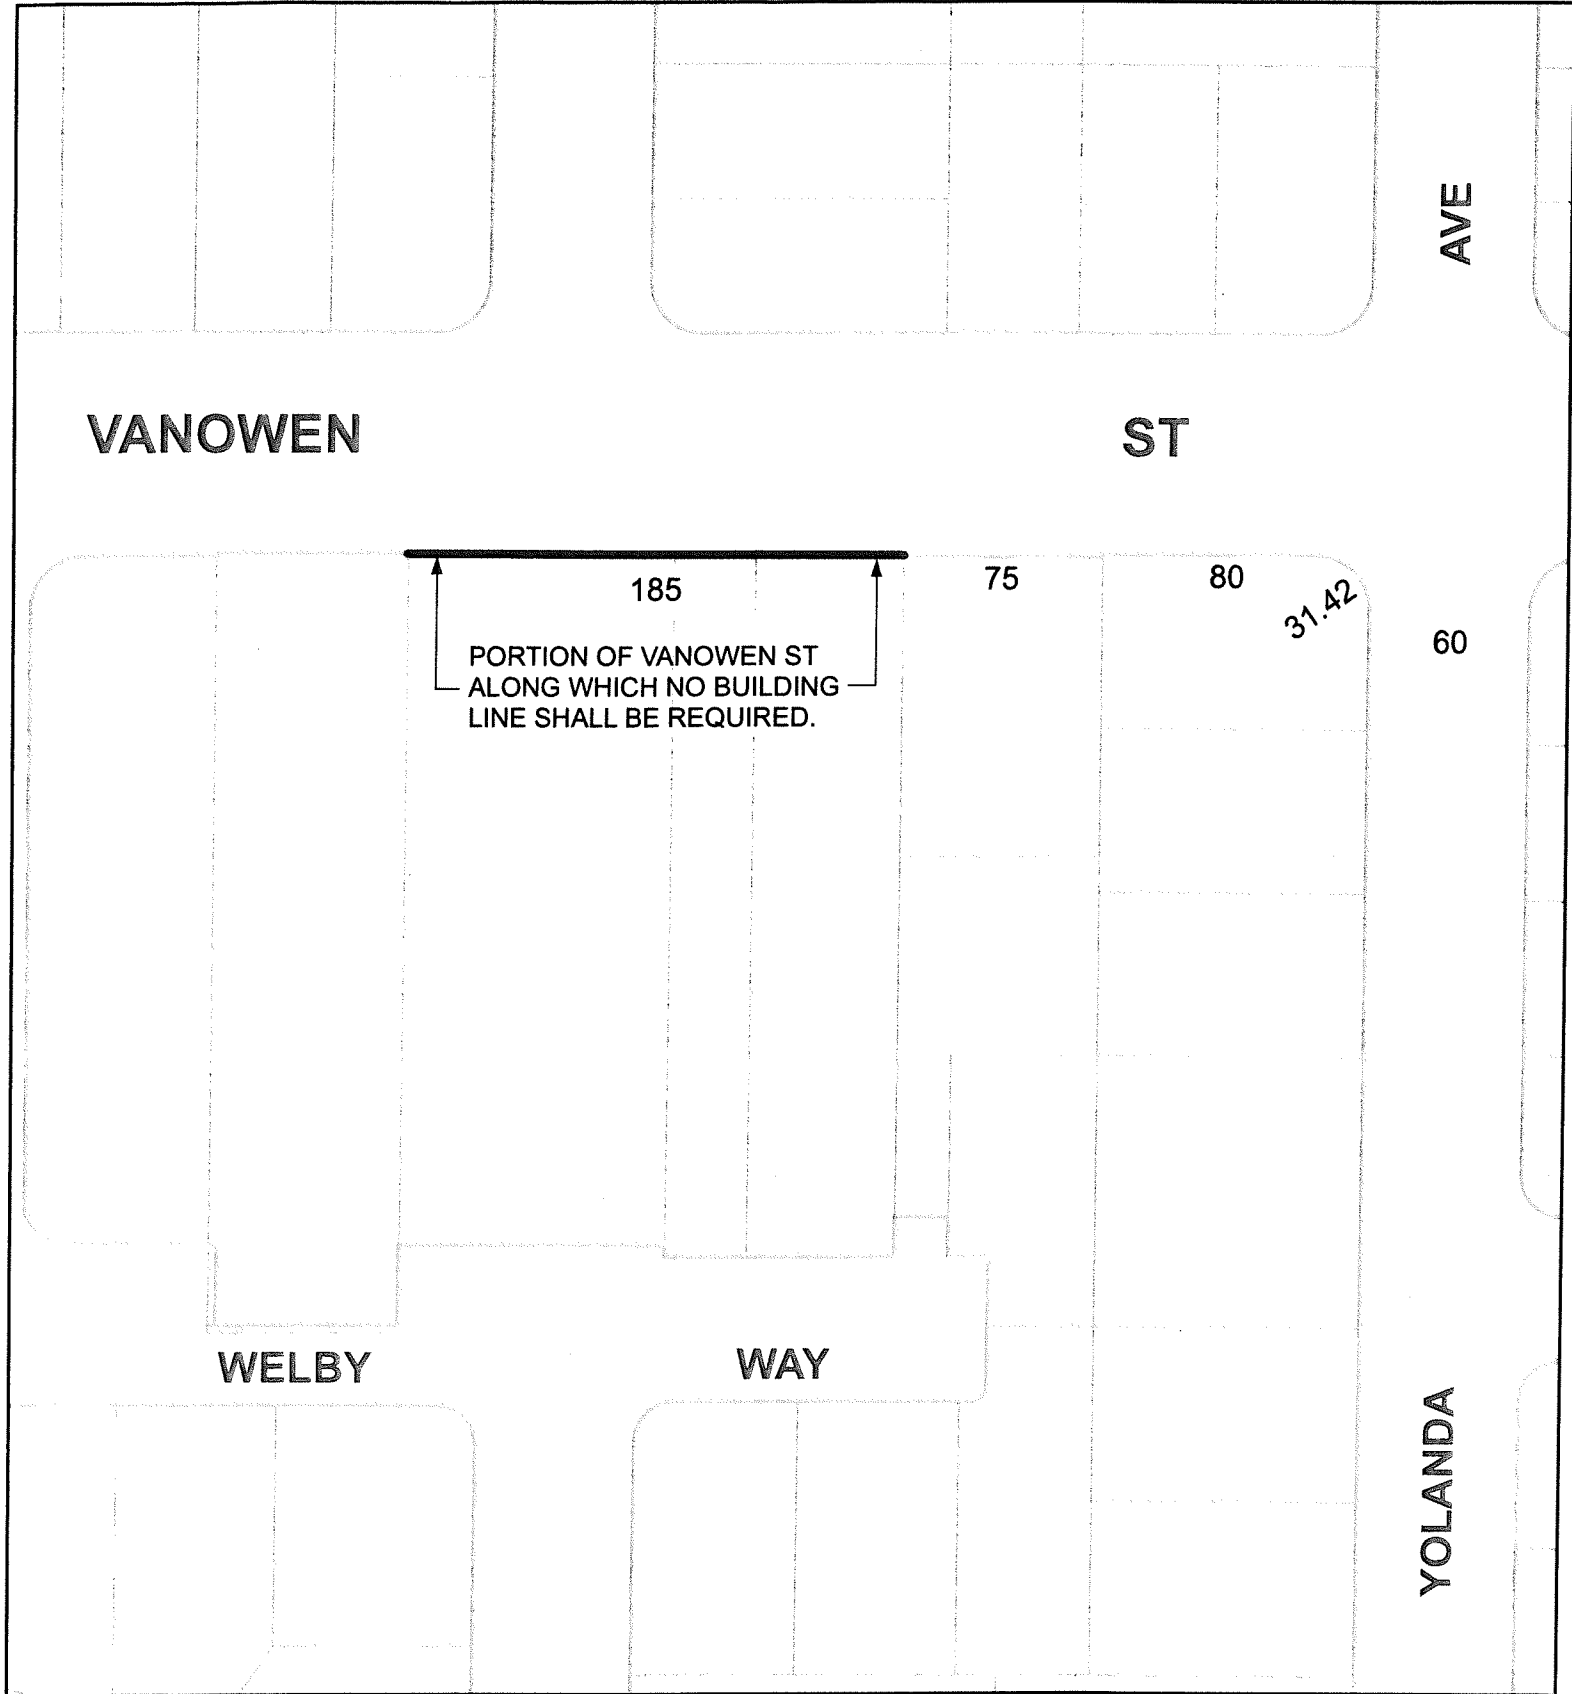 AVE
VANOWEN ST
185
75
80
31.42
60
PORTION OF VANOWEN ST
ALONG WHICH NO BUILDING
LINE SHALL BE REQUIRED.
WELBY WAY
YOLANDA